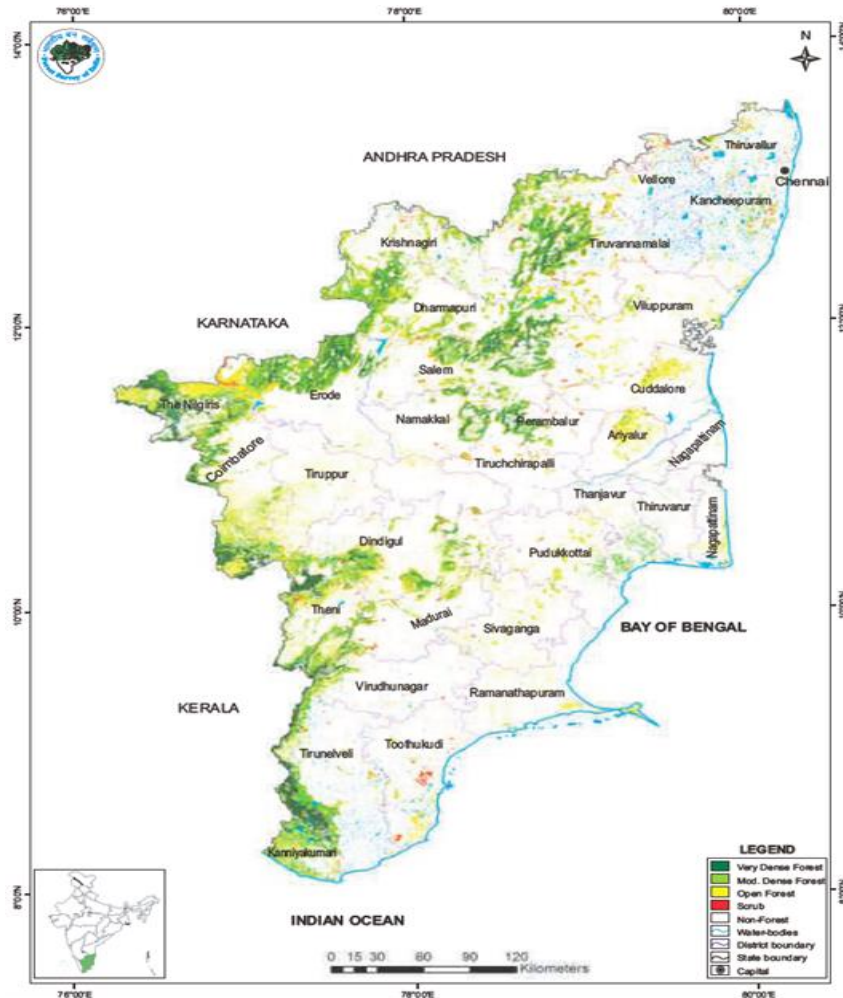 76°00'E 78°00'E 80°00'E
14°00'N
N
ANDHRA PRADESH
Thiruvallur
Chennai
Vellore
Kancheepuram
Krishnagiri
Tiruvannamalai
Dharmapuri
Viluppuram
12°00'N
KARNATAKA
Salem
Cuddalore
Erode
The Nilgiris
Namakkal
Perambalur
Ariyalur
Nagapattinam
Coimbatore
Tiruchchirapalli
Tiruppur
Thanjavur
Thiruvarur
Nagapattinam
Dindigul
Pudukkottai
10°00'N
Theni
Madurai
Sivaganga
BAY OF BENGAL
KERALA
Virudhunagar
Ramanathapuram
Tirunelveli
Toothukudi
Kanniyakumari
8°00'N
INDIAN OCEAN
LEGEND
Very Dense Forest
Mod. Dense Forest
Open Forest
Scrub
Non-Forest
Water-bodies
District boundary
State boundary
Capital
0 15 30 60 90 120
Kilometers
76°00'E 78°00'E 80°00'E